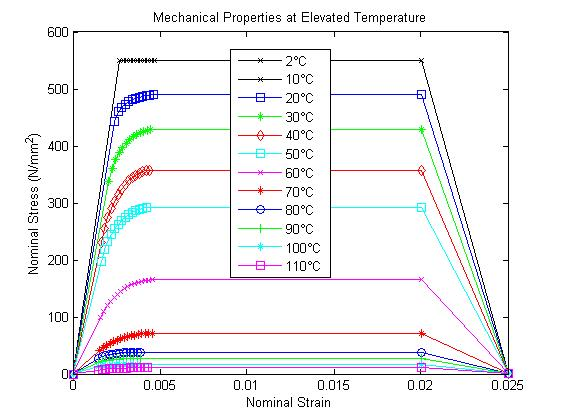 Mechanical Properties at Elevated Temperature
600
500
400
300
200
100
0
Nominal Stress (N/mm²)
2°C
10°C
20°C
30°C
40°C
50°C
60°C
70°C
80°C
90°C
100°C
110°C
0 0.005 0.01 0.015 0.02 0.025
Nominal Strain